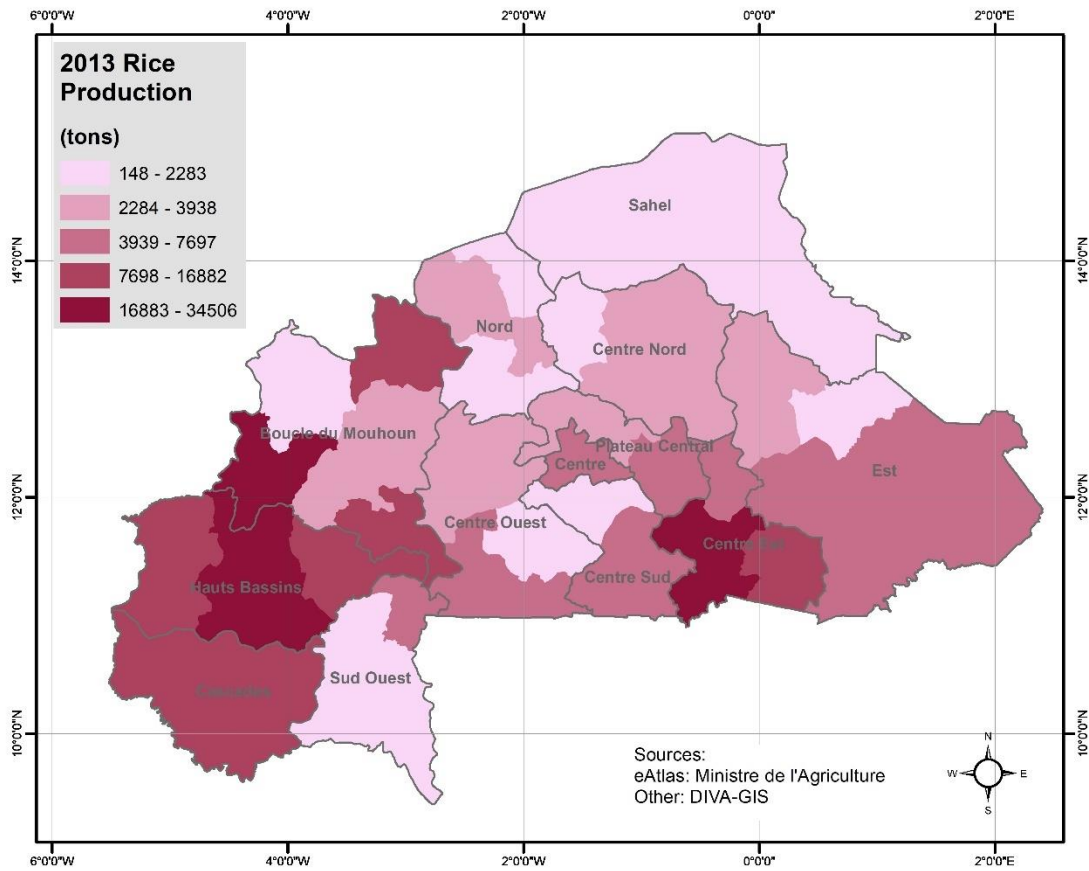 6°0'0"W
4°0'0"W
2°0'0"W
0°0'0"
2°0'0"E
2013 Rice
Production
(tons)
148 - 2283
2284 - 3938
3939 - 7697
7698 - 16882
16883 - 34506
14°0'0"N
14°0'0"N
12°0'0"N
12°0'0"N
10°0'0"N
10°0'0"N
Sahel
Nord
Centre Nord
Boucle du Mouhoun
Plateau Central
Centre
Est
Centre Ouest
Centre Est
Centre Sud
Hauts Bassins
Sud Ouest
Cascades
Sources:
eAtlas: Ministre de l'Agriculture
Other: DIVA-GIS
N
W
E
S
6°0'0"W
4°0'0"W
2°0'0"W
0°0'0"
2°0'0"E